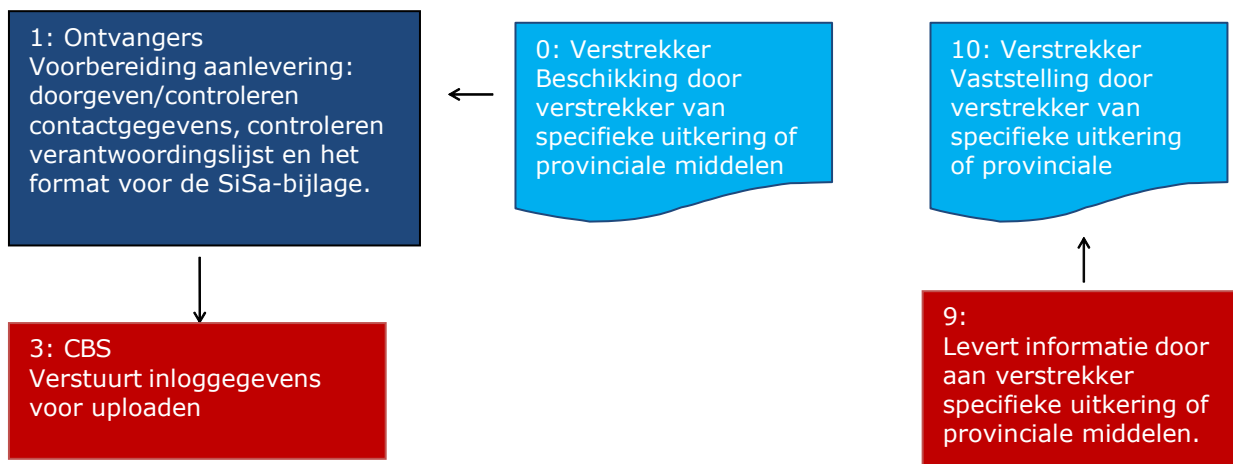 1: Ontvangers
Voorbereiding aanlevering:
doorgeven/controleren
contactgegevens, controleren
verantwoordingslijst en het
format voor de SiSa-bijlage.
0: Verstrekker
Beschikking door
verstrekker van
specifieke uitkering of
provinciale middelen
10: Verstrekker
Vaststelling door
verstrekker van
specifieke uitkering
of provinciale
3: CBS
Verstuurt inloggegevens
voor uploaden
9:
Levert informatie door
aan verstrekker
specifieke uitkering of
provinciale middelen.